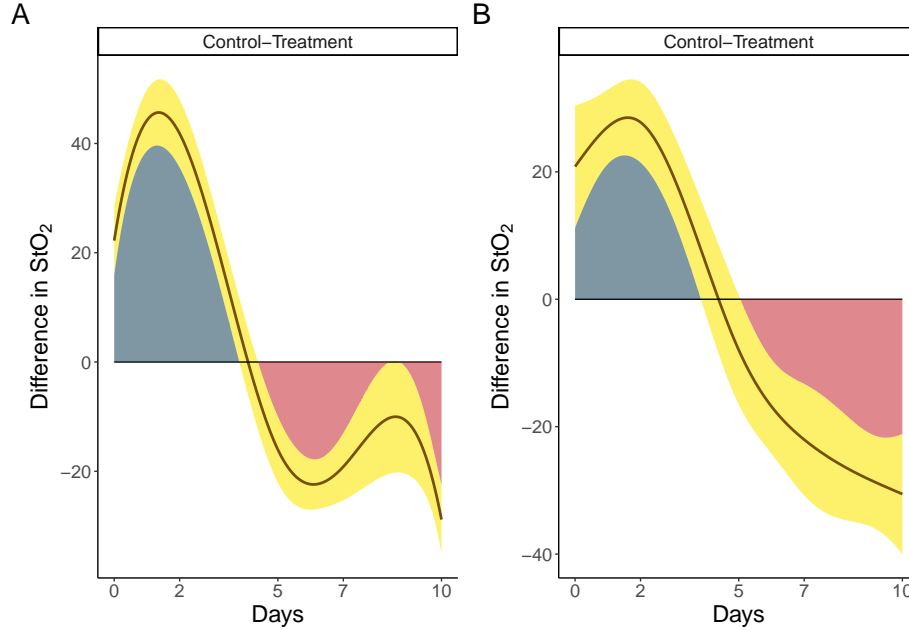 A
Control−Treatment
Difference in StO₂
40
20
0
−20
0
2
5
7
10
Days
B
Control−Treatment
Difference in StO₂
20
0
−20
−40
0
2
5
7
10
Days